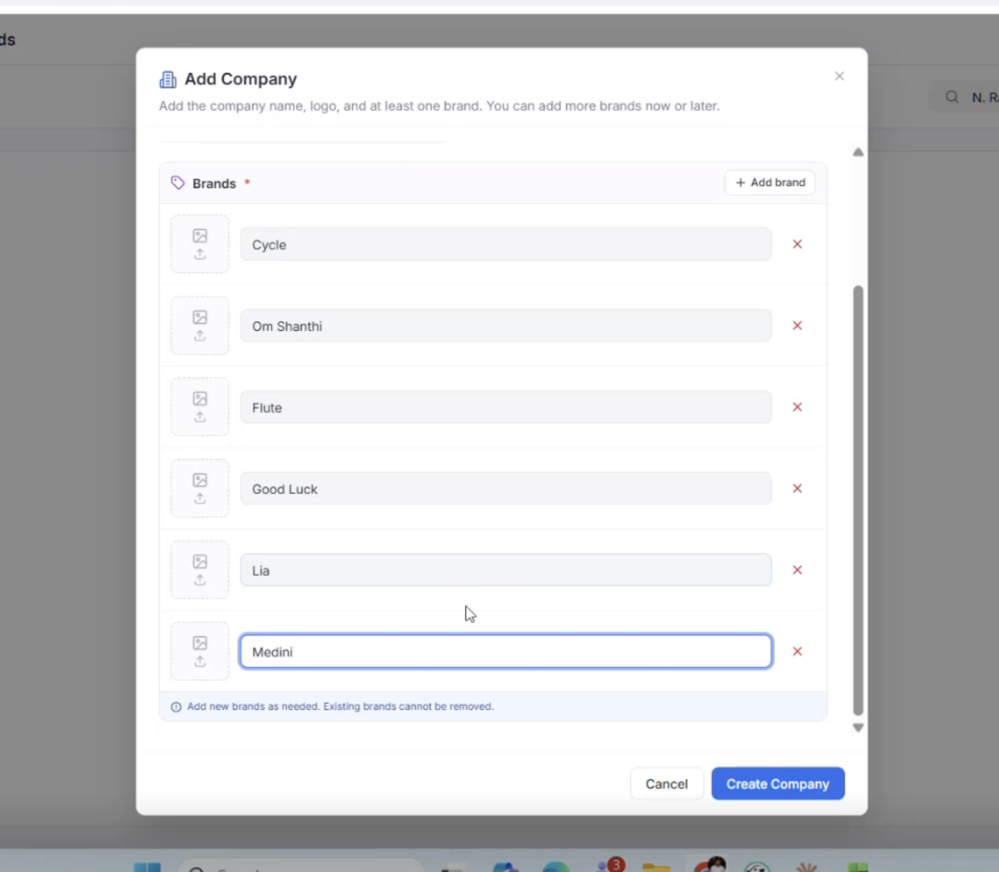 ds
Add Company
Add the company name, logo, and at least one brand. You can add more brands now or later.
N. R
Brands *
+ Add brand
Cycle
Om Shanthi
Flute
Good Luck
Lia
Medini
Add new brands as needed. Existing brands cannot be removed.
Cancel
Create Company
3